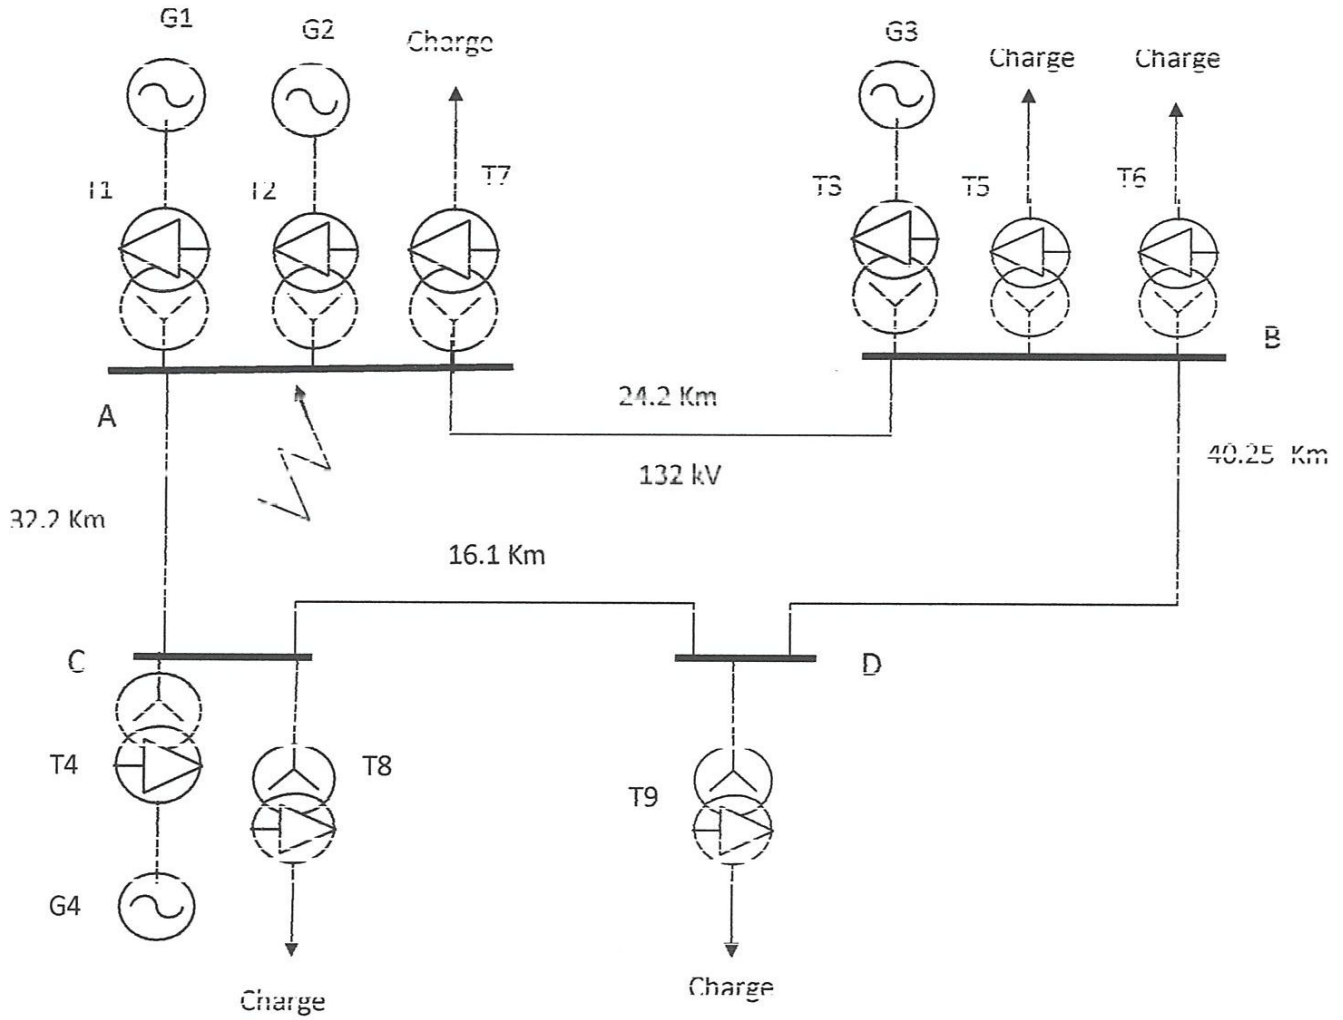 G1
G2
Charge
G3
Charge
Charge
T1
T2
T7
T3
T5
T6
A
B
24.2 Km
132 kV
40.25 Km
32.2 Km
16.1 Km
C
D
T4
T8
T9
G4
Charge
Charge